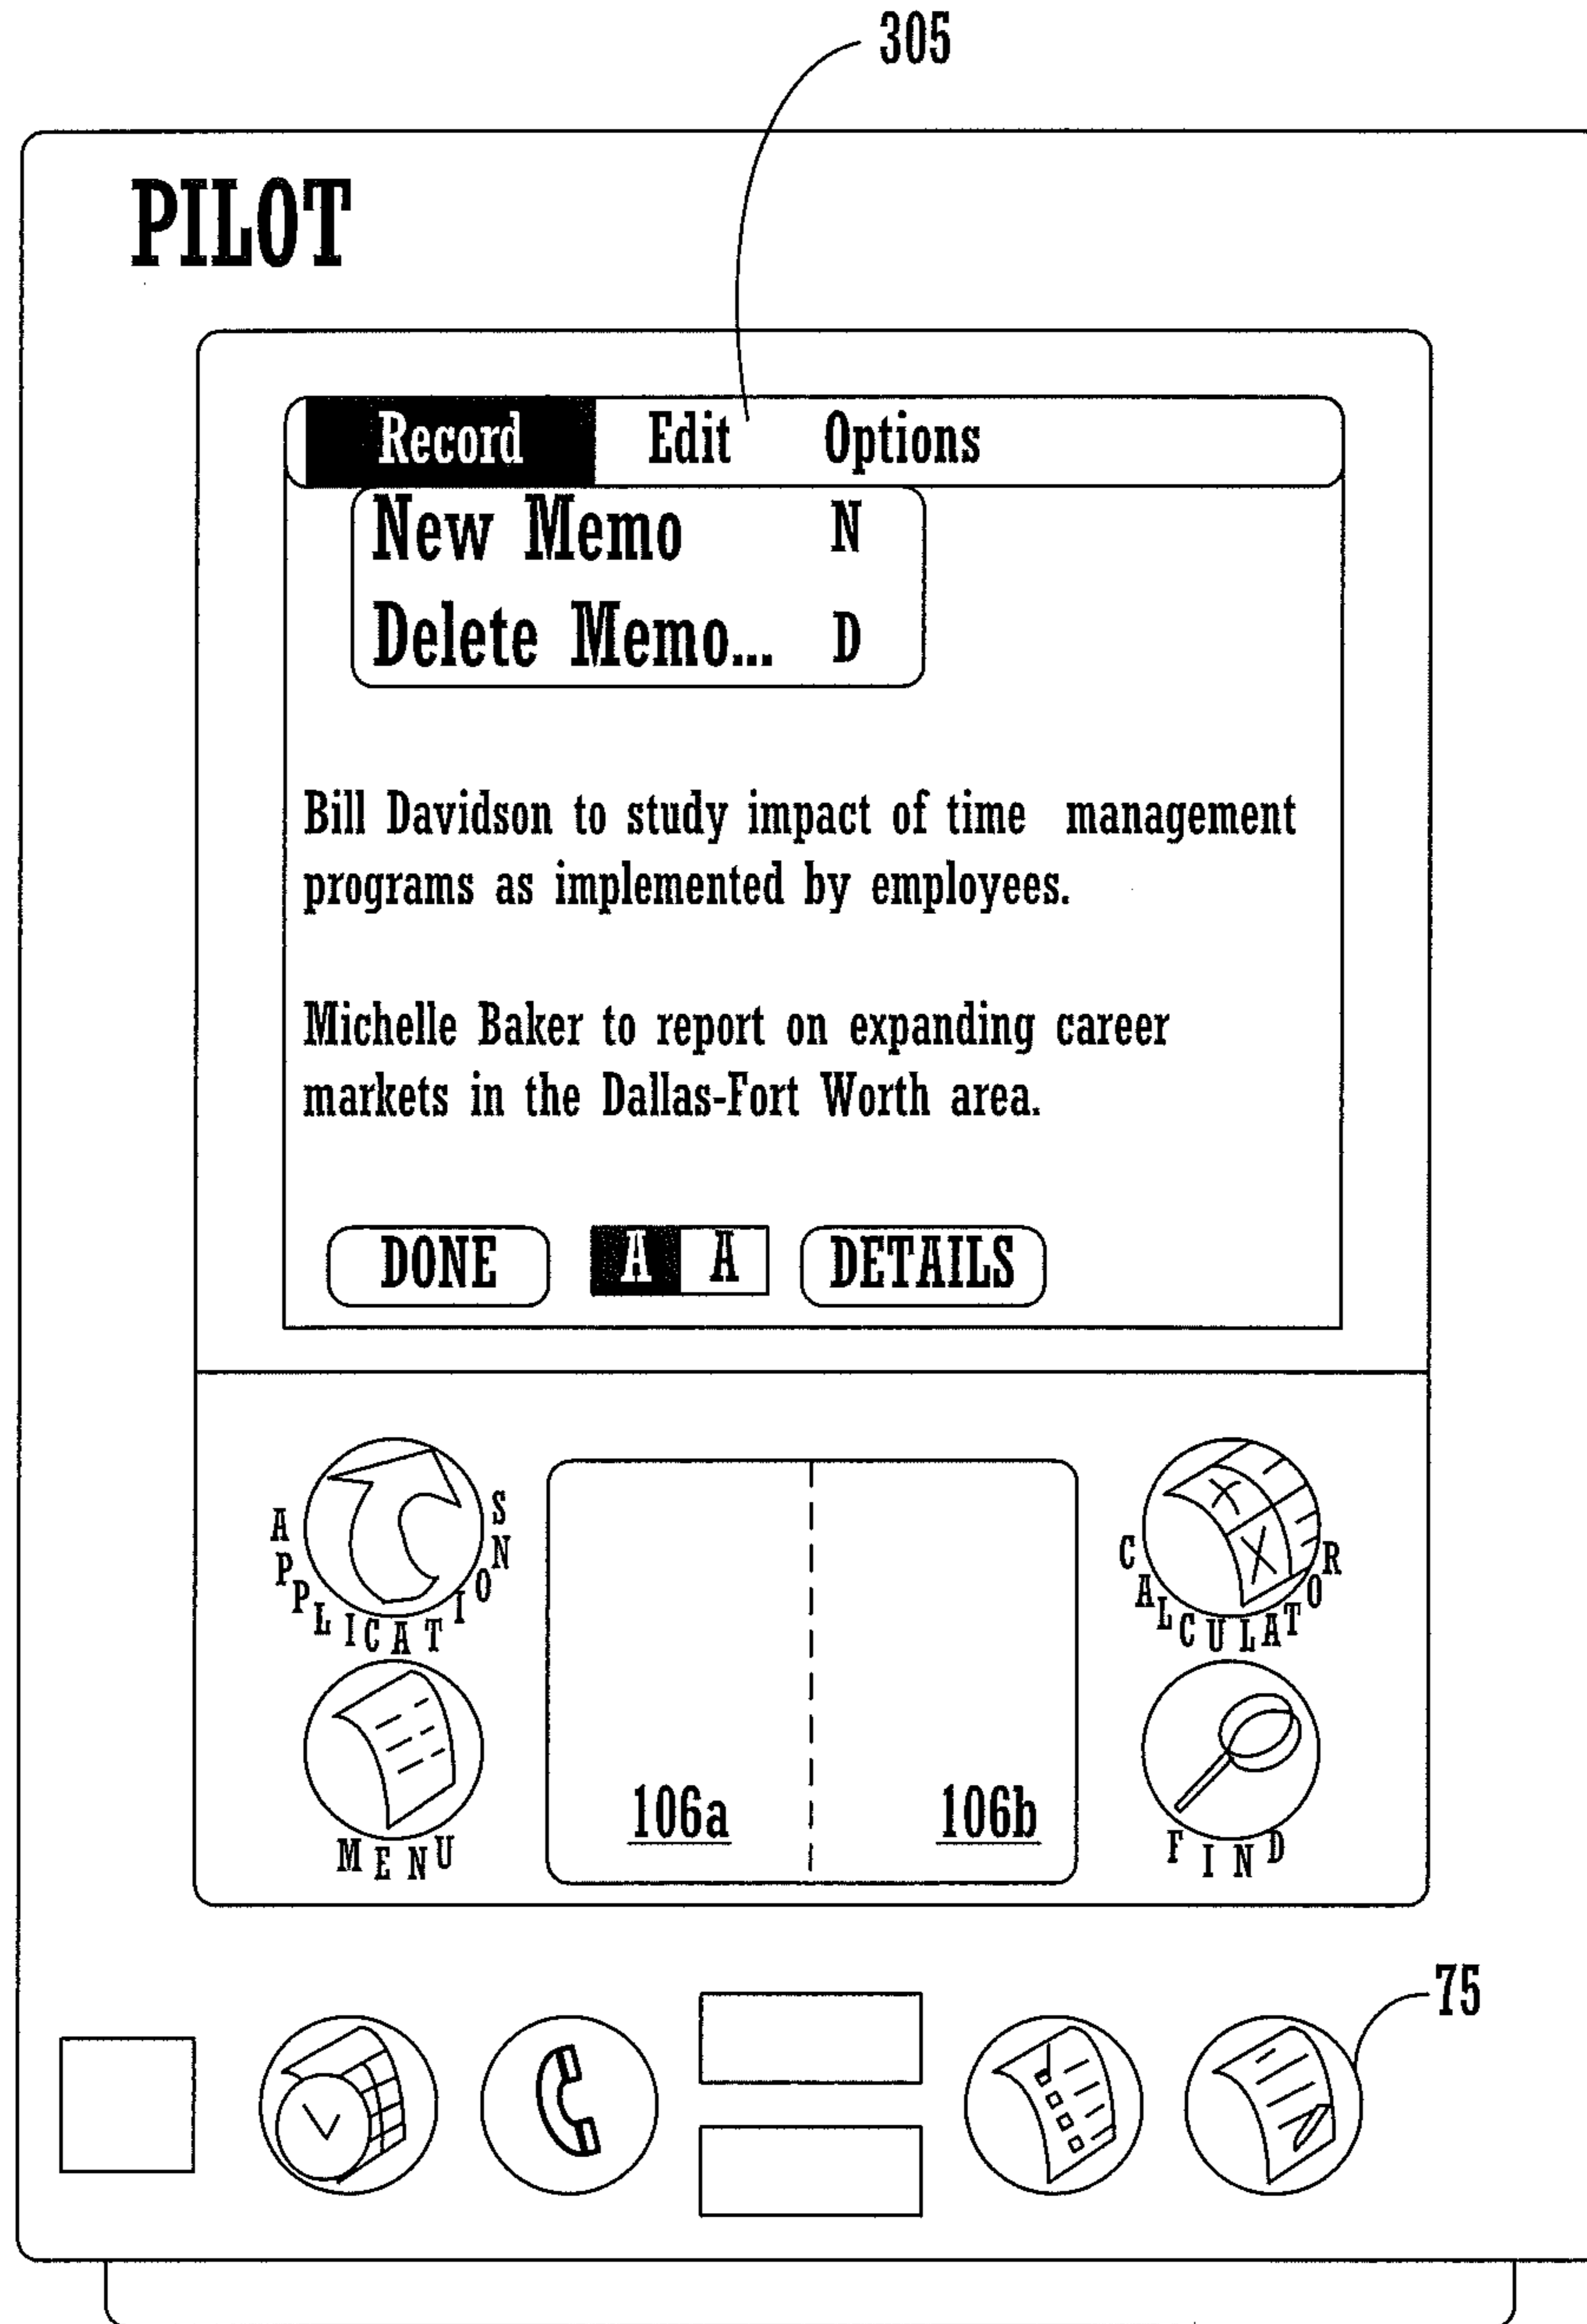 305
PILOT
Record Edit Options
New Memo N
Delete Memo... D
Bill Davidson to study impact of time management
programs as implemented by employees.
Michelle Baker to report on expanding career
markets in the Dallas-Fort Worth area.
DONE A A DETAILS
APPLICATIONS CALCULATOR
106a 106b
MENU FIND
75